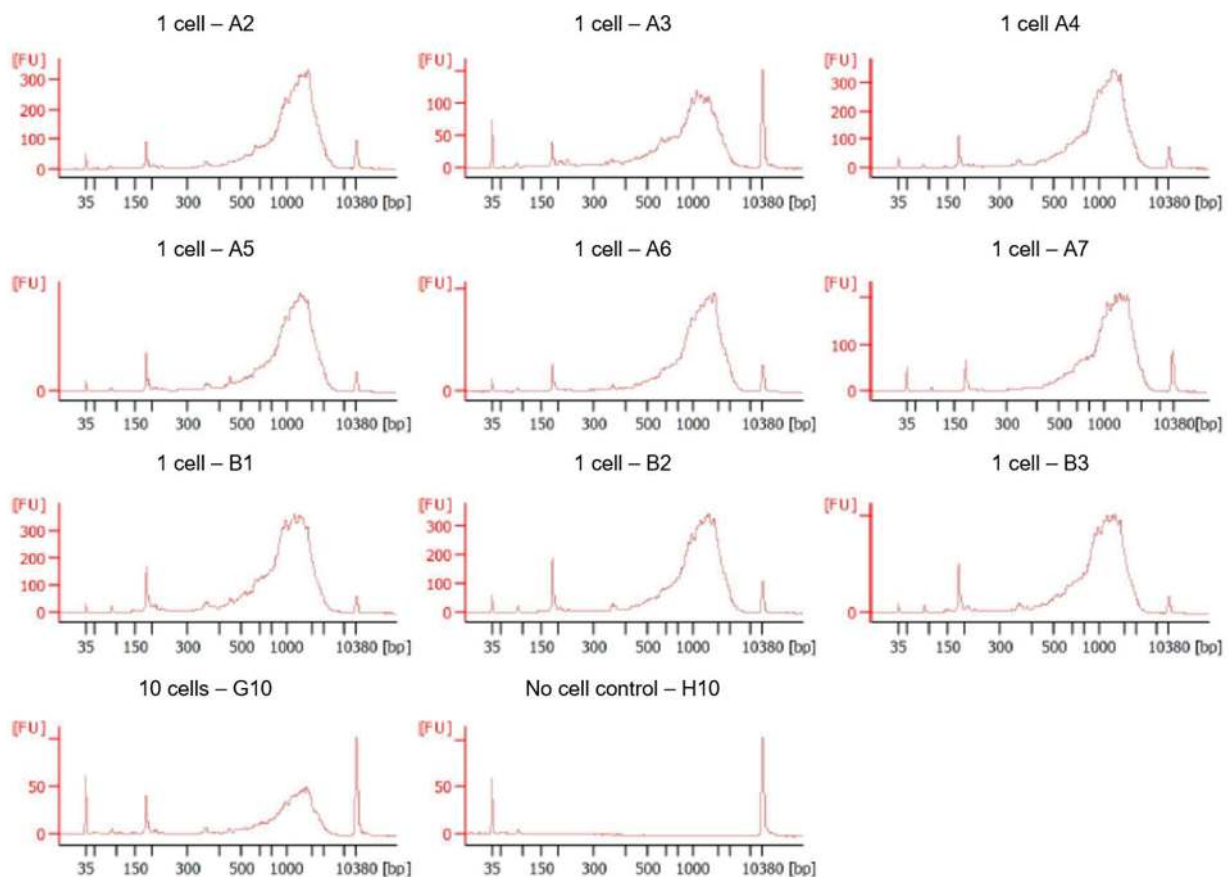 1 cell – A2
1 cell – A3
1 cell A4
[FU]
300
200
100
0
35 150 300 500 1000 10380 [bp]
[FU]
100
50
0
35 150 300 500 1000 10380 [bp]
[FU]
300
200
100
0
35 150 300 500 1000 10380 [bp]
1 cell – A5
1 cell – A6
1 cell – A7
[FU]
0
35 150 300 500 1000 10380 [bp]
[FU]
0
35 150 300 500 1000 10380 [bp]
[FU]
100
0
35 150 300 500 1000 10380 [bp]
1 cell – B1
1 cell – B2
1 cell – B3
[FU]
300
200
100
0
35 150 300 500 1000 10380 [bp]
[FU]
300
200
100
0
35 150 300 500 1000 10380 [bp]
[FU]
0
35 150 300 500 1000 10380 [bp]
10 cells – G10
No cell control – H10
[FU]
50
0
35 150 300 500 1000 10380 [bp]
[FU]
50
0
35 150 300 500 1000 10380 [bp]